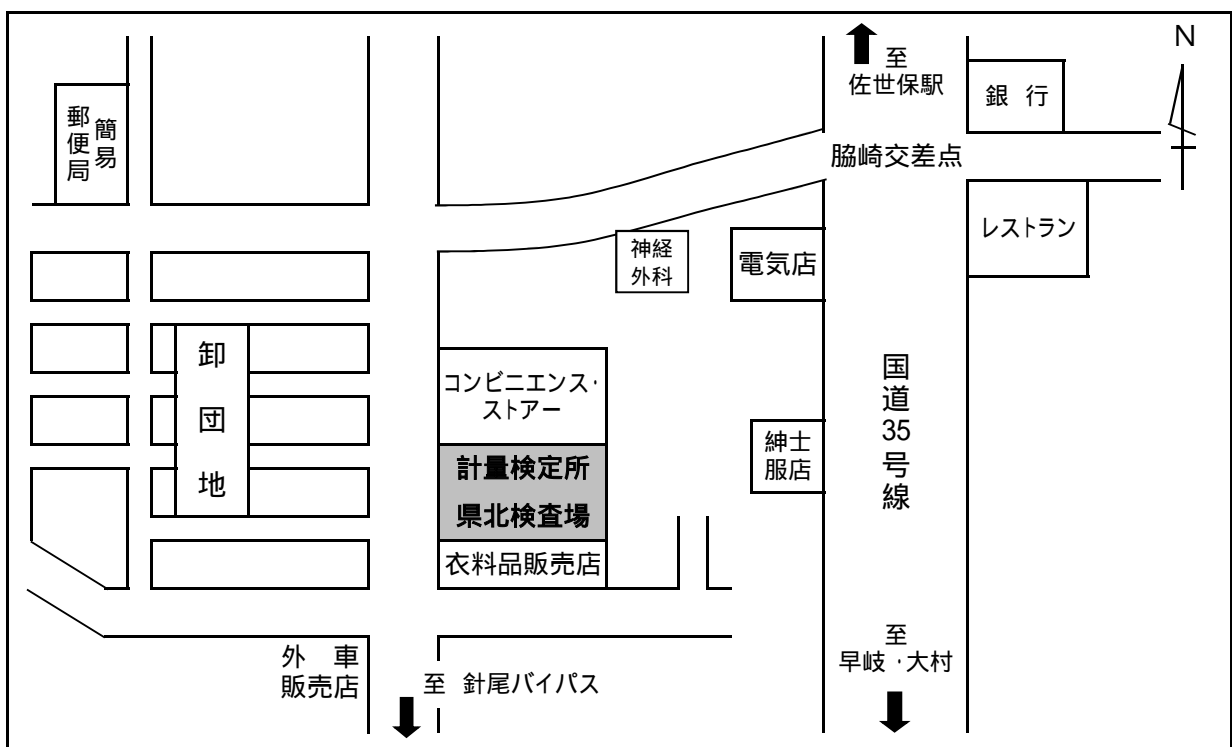 至
佐世保駅
N
銀 行
簡易
郵便局
脇崎交差点
レストラン
神経
外科
電気店
卸団地
コンビニエンス・
ストアー
国道35号線
紳士
服店
計量検定所
県北検査場
衣料品販売店
至
早岐・大村
外 車
販売店
至 針尾バイパス